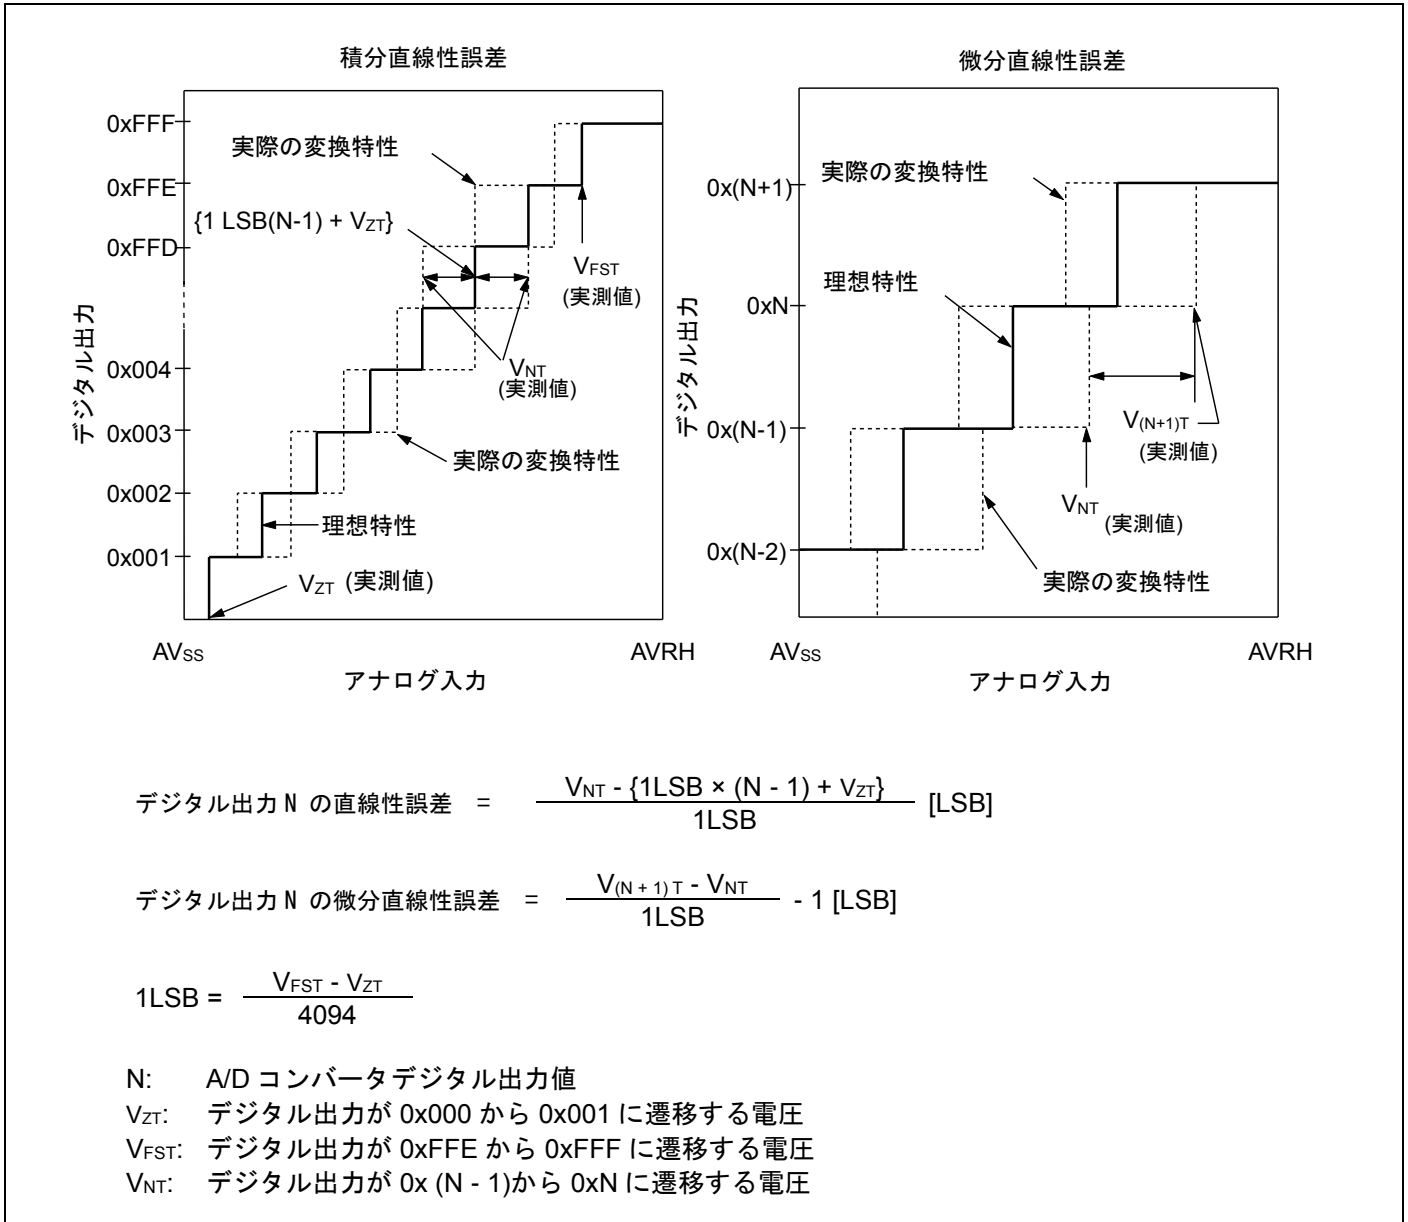 積分直線性誤差
0xFFF
0xFFE
0xFFD
0x004
0x003
0x002
0x001
デジタル出力
実際の変換特性
{1 LSB(N-1) + VZT}
VFST
(実測値)
VNT
(実測値)
実際の変換特性
理想特性
VZT (実測値)
AVSS
AVRH
アナログ入力
微分直線性誤差
0x(N+1)
0xN
0x(N-1)
0x(N-2)
デジタル出力
実際の変換特性
理想特性
V(N+1)T
(実測値)
VNT
(実測値)
実際の変換特性
AVSS
AVRH
アナログ入力
デジタル出力 N の直線性誤差 =
VNT - {1LSB × (N - 1) + VZT}
1LSB
[LSB]
デジタル出力 N の微分直線性誤差 =
V(N + 1) T - VNT
1LSB
- 1 [LSB]
1LSB =
VFST - VZT
4094
N: A/D コンバータデジタル出力値
VZT: デジタル出力が 0x000 から 0x001 に遷移する電圧
VFST: デジタル出力が 0xFFE から 0xFFF に遷移する電圧
VNT: デジタル出力が 0x (N - 1)から 0xN に遷移する電圧